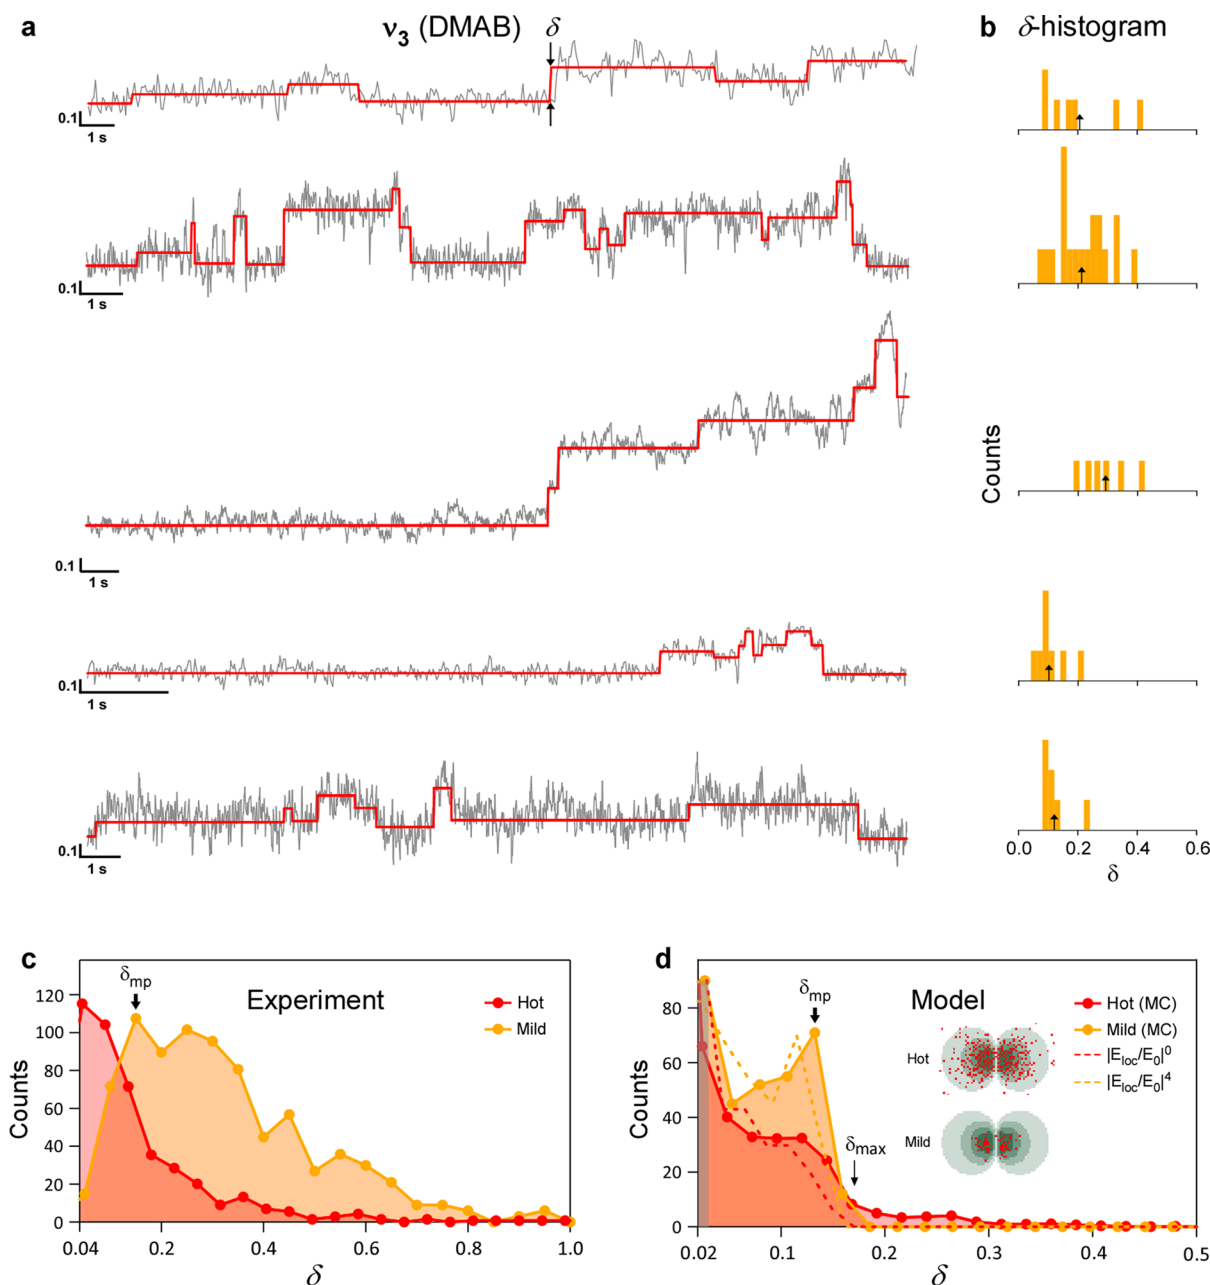 a
ν₃ (DMAB)
δ
b
δ-histogram
0.1
1 s
0.1
1 s
0.1
1 s
0.1
1 s
0.1
1 s
Counts
0.0
0.2
0.4
0.6
δ
c
Experiment
δmp
Hot
Mild
Counts
120
100
80
60
40
20
0
0.04
0.2
0.4
0.6
0.8
1.0
δ
d
Model
δmp
δmax
Hot (MC)
Mild (MC)
|Eloc/E0|⁰
|Eloc/E0|⁴
Hot
Mild
Counts
80
60
40
20
0
0.02
0.1
0.2
0.3
0.4
0.5
δ